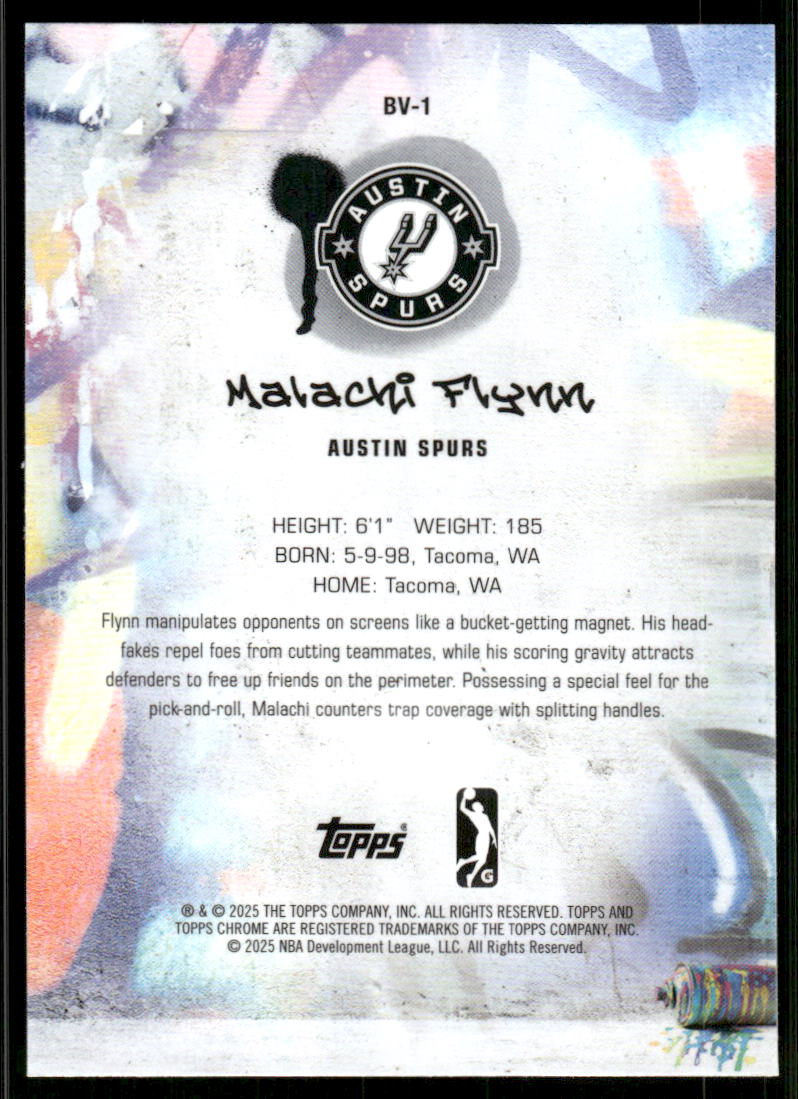 BV-1
AUSTIN
SPURS
Malachi Flynn
AUSTIN SPURS
HEIGHT: 6'1" WEIGHT: 185
BORN: 5-9-98, Tacoma, WA
HOME: Tacoma, WA
Flynn manipulates opponents on screens like a bucket-getting magnet. His head-
fakes repel foes from cutting teammates, while his scoring gravity attracts
defenders to free up friends on the perimeter. Possessing a special feel for the
pick-and-roll, Malachi counters trap coverage with splitting handles.
topps®
G
® & © 2025 THE TOPPS COMPANY, INC. ALL RIGHTS RESERVED. TOPPS AND
TOPPS CHROME ARE REGISTERED TRADEMARKS OF THE TOPPS COMPANY, INC.
© 2025 NBA Development League, LLC. All Rights Reserved.